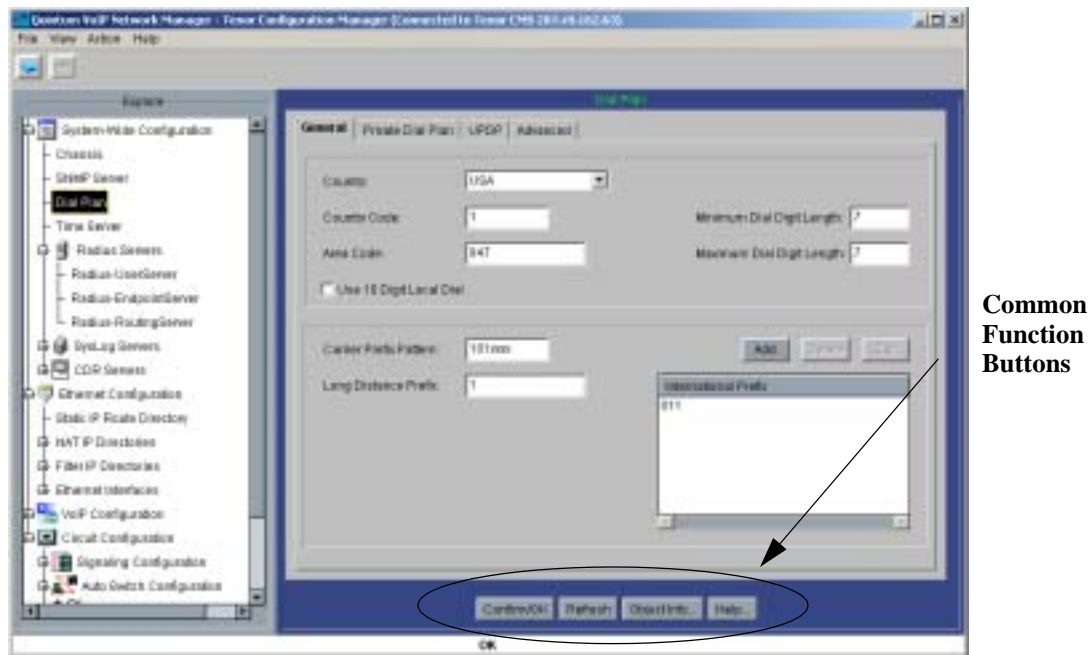 Quintum VoIP Network Manager - Tenor Configuration Manager (Connected to Tenor CMS
File View Action Help
Explore
System-Wide Configuration
Chassis
SNMP Server
Dial Plan
Time Server
Radius Servers
Radius-UserServer
Radius-EndpointServer
Radius-RoutingServer
SysLog Servers
CDR Servers
Ethernet Configuration
Static IP Route Directory
NAT IP Directories
Filter IP Directories
Ethernet Interfaces
VoIP Configuration
Circuit Configuration
Signaling Configuration
Auto Switch Configuration
Dial Plan
General Private Dial Plan UPDP Advanced
Country: USA
Country Code: 1 Minimum Dial Digit Length: 7
Area Code: 847 Maximum Dial Digit Length: 7
Use 10 Digit Local Dial
Carrier Prefix Pattern: 101nnn Add
Long Distance Prefix: 1
International Prefix
011
Confirm/OK Refresh Object Info... Help...
OK
Common
Function
Buttons